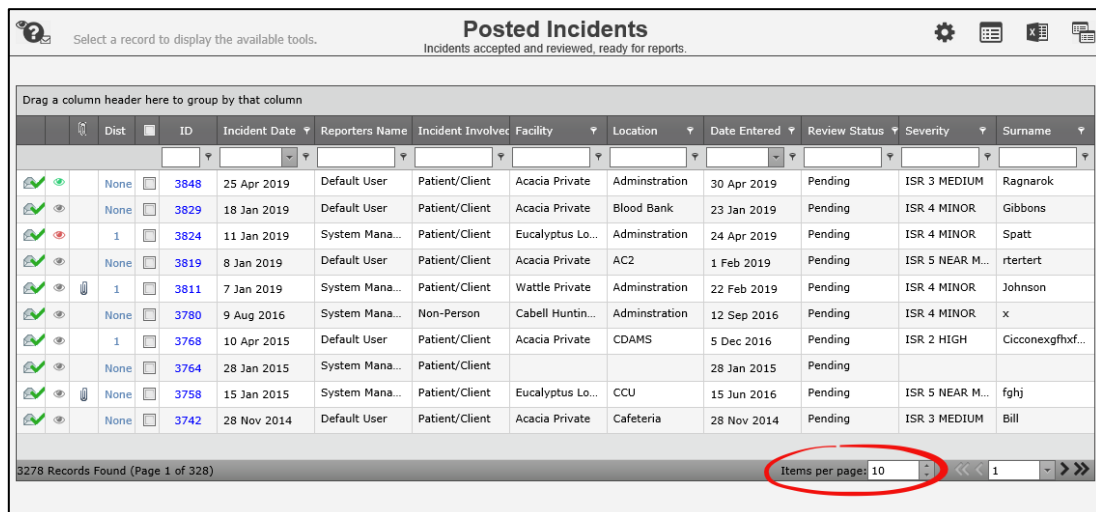 Posted Incidents
Select a record to display the available tools.
Incidents accepted and reviewed, ready for reports.
Drag a column header here to group by that column
Dist ID Incident Date Reporters Name Incident Involved Facility Location Date Entered Review Status Severity Surname
None 3848 25 Apr 2019 Default User Patient/Client Acacia Private Adminstration 30 Apr 2019 Pending ISR 3 MEDIUM Ragnarok
None 3829 18 Jan 2019 Default User Patient/Client Acacia Private Blood Bank 23 Jan 2019 Pending ISR 4 MINOR Gibbons
1 3824 11 Jan 2019 System Mana... Patient/Client Eucalyptus Lo... Adminstration 24 Apr 2019 Pending ISR 4 MINOR Spatt
None 3819 8 Jan 2019 Default User Patient/Client Acacia Private AC2 1 Feb 2019 Pending ISR 5 NEAR M... rtertert
1 3811 7 Jan 2019 System Mana... Patient/Client Wattle Private Adminstration 22 Feb 2019 Pending ISR 4 MINOR Johnson
None 3780 9 Aug 2016 System Mana... Non-Person Cabell Huntin... Adminstration 12 Sep 2016 Pending ISR 4 MINOR x
1 3768 10 Apr 2015 Default User Patient/Client Acacia Private CDAMS 5 Dec 2016 Pending ISR 2 HIGH Cicconexgfhxf...
None 3764 28 Jan 2015 System Mana... Patient/Client 28 Jan 2015 Pending
None 3758 15 Jan 2015 System Mana... Patient/Client Eucalyptus Lo... CCU 15 Jun 2016 Pending ISR 5 NEAR M... fghj
None 3742 28 Nov 2014 Default User Patient/Client Acacia Private Cafeteria 28 Nov 2014 Pending ISR 3 MEDIUM Bill
3278 Records Found (Page 1 of 328) Items per page: 10 1